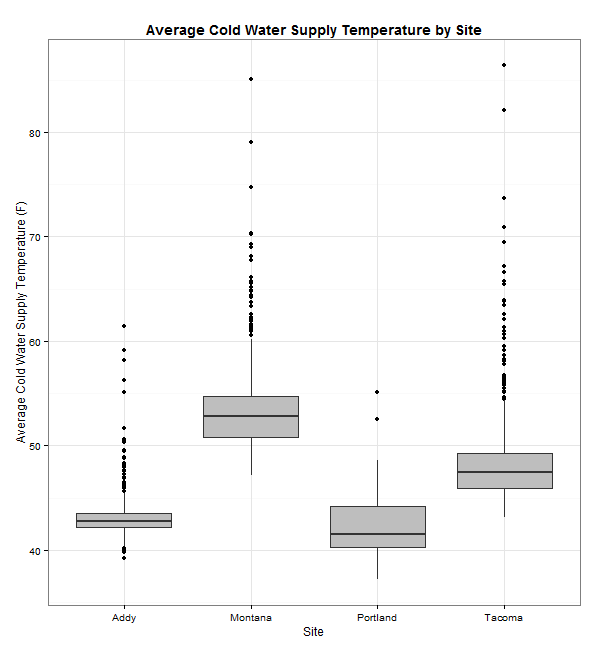 Average Cold Water Supply Temperature by Site
Average Cold Water Supply Temperature (F)
80
70
60
50
40
Addy Montana Portland Tacoma
Site